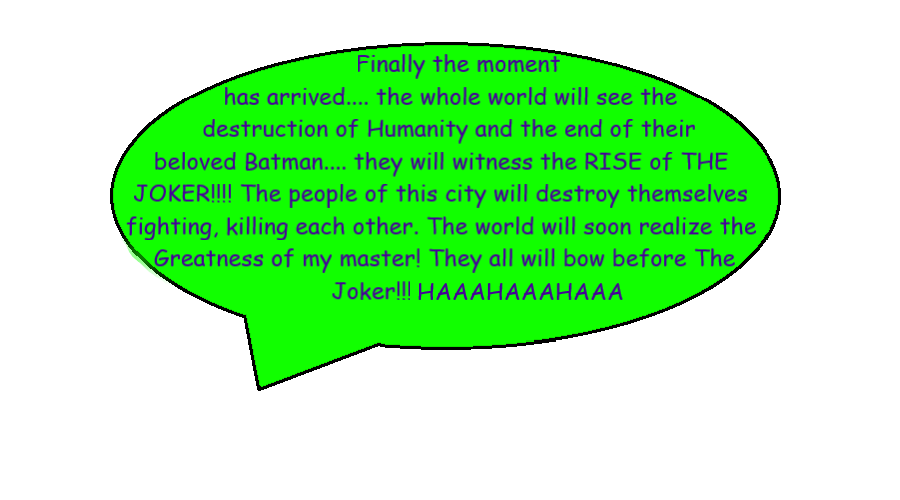 Finally the moment
has arrived.... the whole world will see the
destruction of Humanity and the end of their
beloved Batman.... they will witness the RISE of THE
JOKER!!!! The people of this city will destroy themselves
fighting, killing each other. The world will soon realize the
Greatness of my master! They all will bow before The
Joker!!! HAAAHAAAHAAA